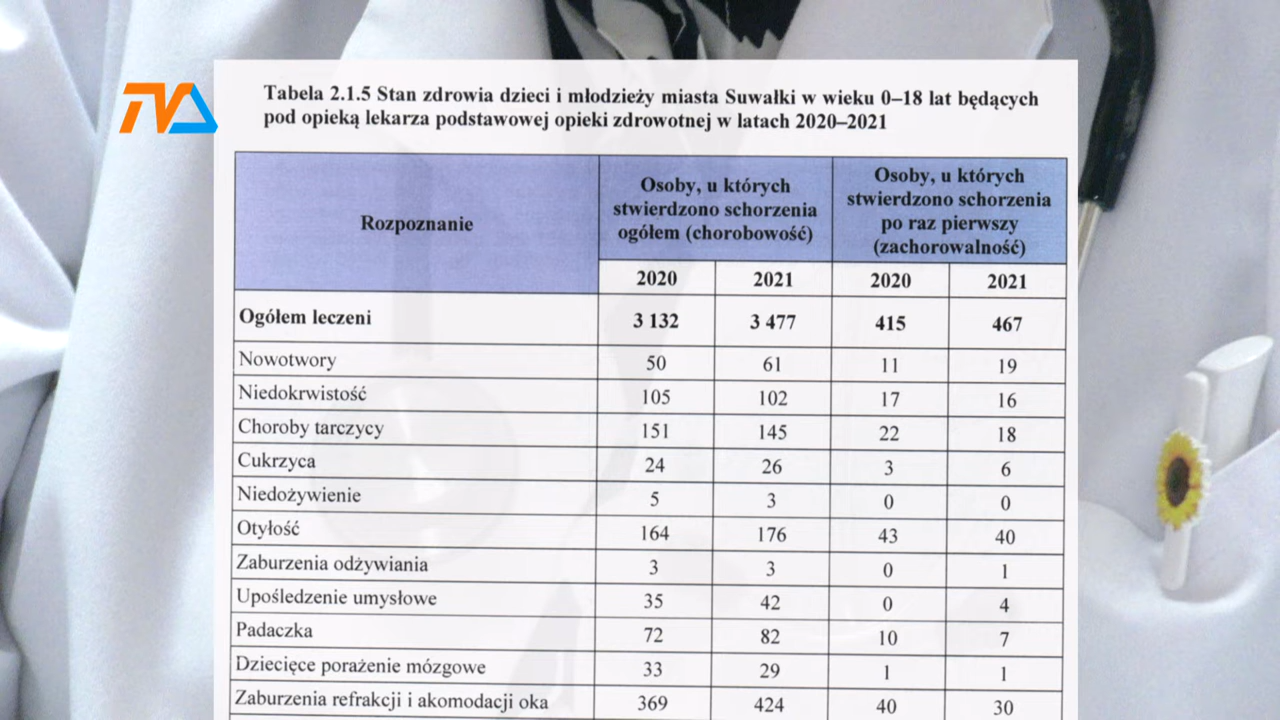 TVS
Tabela 2.1.5 Stan zdrowia dzieci i młodzieży miasta Suwałki w wieku 0–18 lat będących
pod opieką lekarza podstawowej opieki zdrowotnej w latach 2020–2021
Rozpoznanie
Osoby, u których
stwierdzono schorzenia
ogółem (chorobowość)
Osoby, u których
stwierdzono schorzenia
po raz pierwszy
(zachorowalność)
2020 2021 2020 2021
Ogółem leczeni 3 132 3 477 415 467
Nowotwory 50 61 11 19
Niedokrwistość 105 102 17 16
Choroby tarczycy 151 145 22 18
Cukrzyca 24 26 3 6
Niedożywienie 5 3 0 0
Otyłość 164 176 43 40
Zaburzenia odżywiania 3 3 0 1
Upośledzenie umysłowe 35 42 0 4
Padaczka 72 82 10 7
Dziecięce porażenie mózgowe 33 29 1 1
Zaburzenia refrakcji i akomodacji oka 369 424 40 30